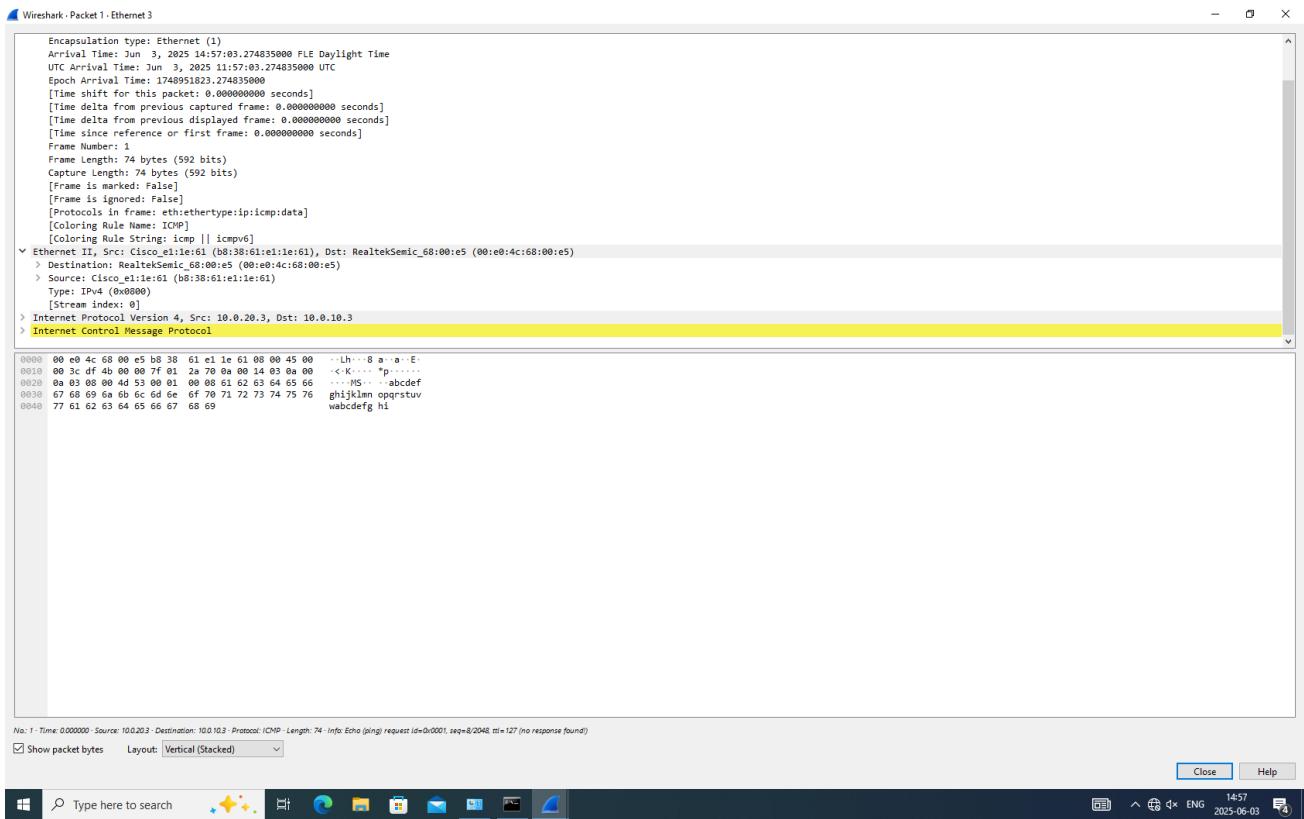 Wireshark · Packet 1 · Ethernet 3
Encapsulation type: Ethernet (1)
Arrival Time: Jun  3, 2025 14:57:03.274835000 FLE Daylight Time
UTC Arrival Time: Jun  3, 2025 11:57:03.274835000 UTC
Epoch Arrival Time: 1748951823.274835000
[Time shift for this packet: 0.000000000 seconds]
[Time delta from previous captured frame: 0.000000000 seconds]
[Time delta from previous displayed frame: 0.000000000 seconds]
[Time since reference or first frame: 0.000000000 seconds]
Frame Number: 1
Frame Length: 74 bytes (592 bits)
Capture Length: 74 bytes (592 bits)
[Frame is marked: False]
[Frame is ignored: False]
[Protocols in frame: eth:ethertype:ip:icmp:data]
[Coloring Rule Name: ICMP]
[Coloring Rule String: icmp || icmpv6]
Ethernet II, Src: Cisco_e1:1e:61 (b8:38:61:e1:1e:61), Dst: RealtekSemic_68:00:e5 (00:e0:4c:68:00:e5)
Destination: RealtekSemic_68:00:e5 (00:e0:4c:68:00:e5)
Source: Cisco_e1:1e:61 (b8:38:61:e1:1e:61)
Type: IPv4 (0x0800)
[Stream index: 0]
Internet Protocol Version 4, Src: 10.0.20.3, Dst: 10.0.10.3
Internet Control Message Protocol
0000 00 e0 4c 68 00 e5 b8 38 61 e1 1e 61 08 00 45 00 ··Lh···8 a··a··E·
0010 00 3c df 4b 00 00 7f 01 2a 70 0a 00 14 03 0a 00 ·<·K···· *p······
0020 0a 03 08 00 4d 53 00 01 00 08 61 62 63 64 65 66 ····MS·· ··abcdef
0030 67 68 69 6a 6b 6c 6d 6e 6f 70 71 72 73 74 75 76 ghijklmn opqrstuv
0040 77 61 62 63 64 65 66 67 68 69 wabcdefg hi
No.: 1 · Time: 0.000000 · Source: 10.0.20.3 · Destination: 10.0.10.3 · Protocol: ICMP · Length: 74 · Info: Echo (ping) request id=0x0001, seq=8/2048, ttl=127 (no response found!)
Show packet bytes Layout: Vertical (Stacked)
Close Help
Type here to search
ENG
14:57
2025-06-03
4